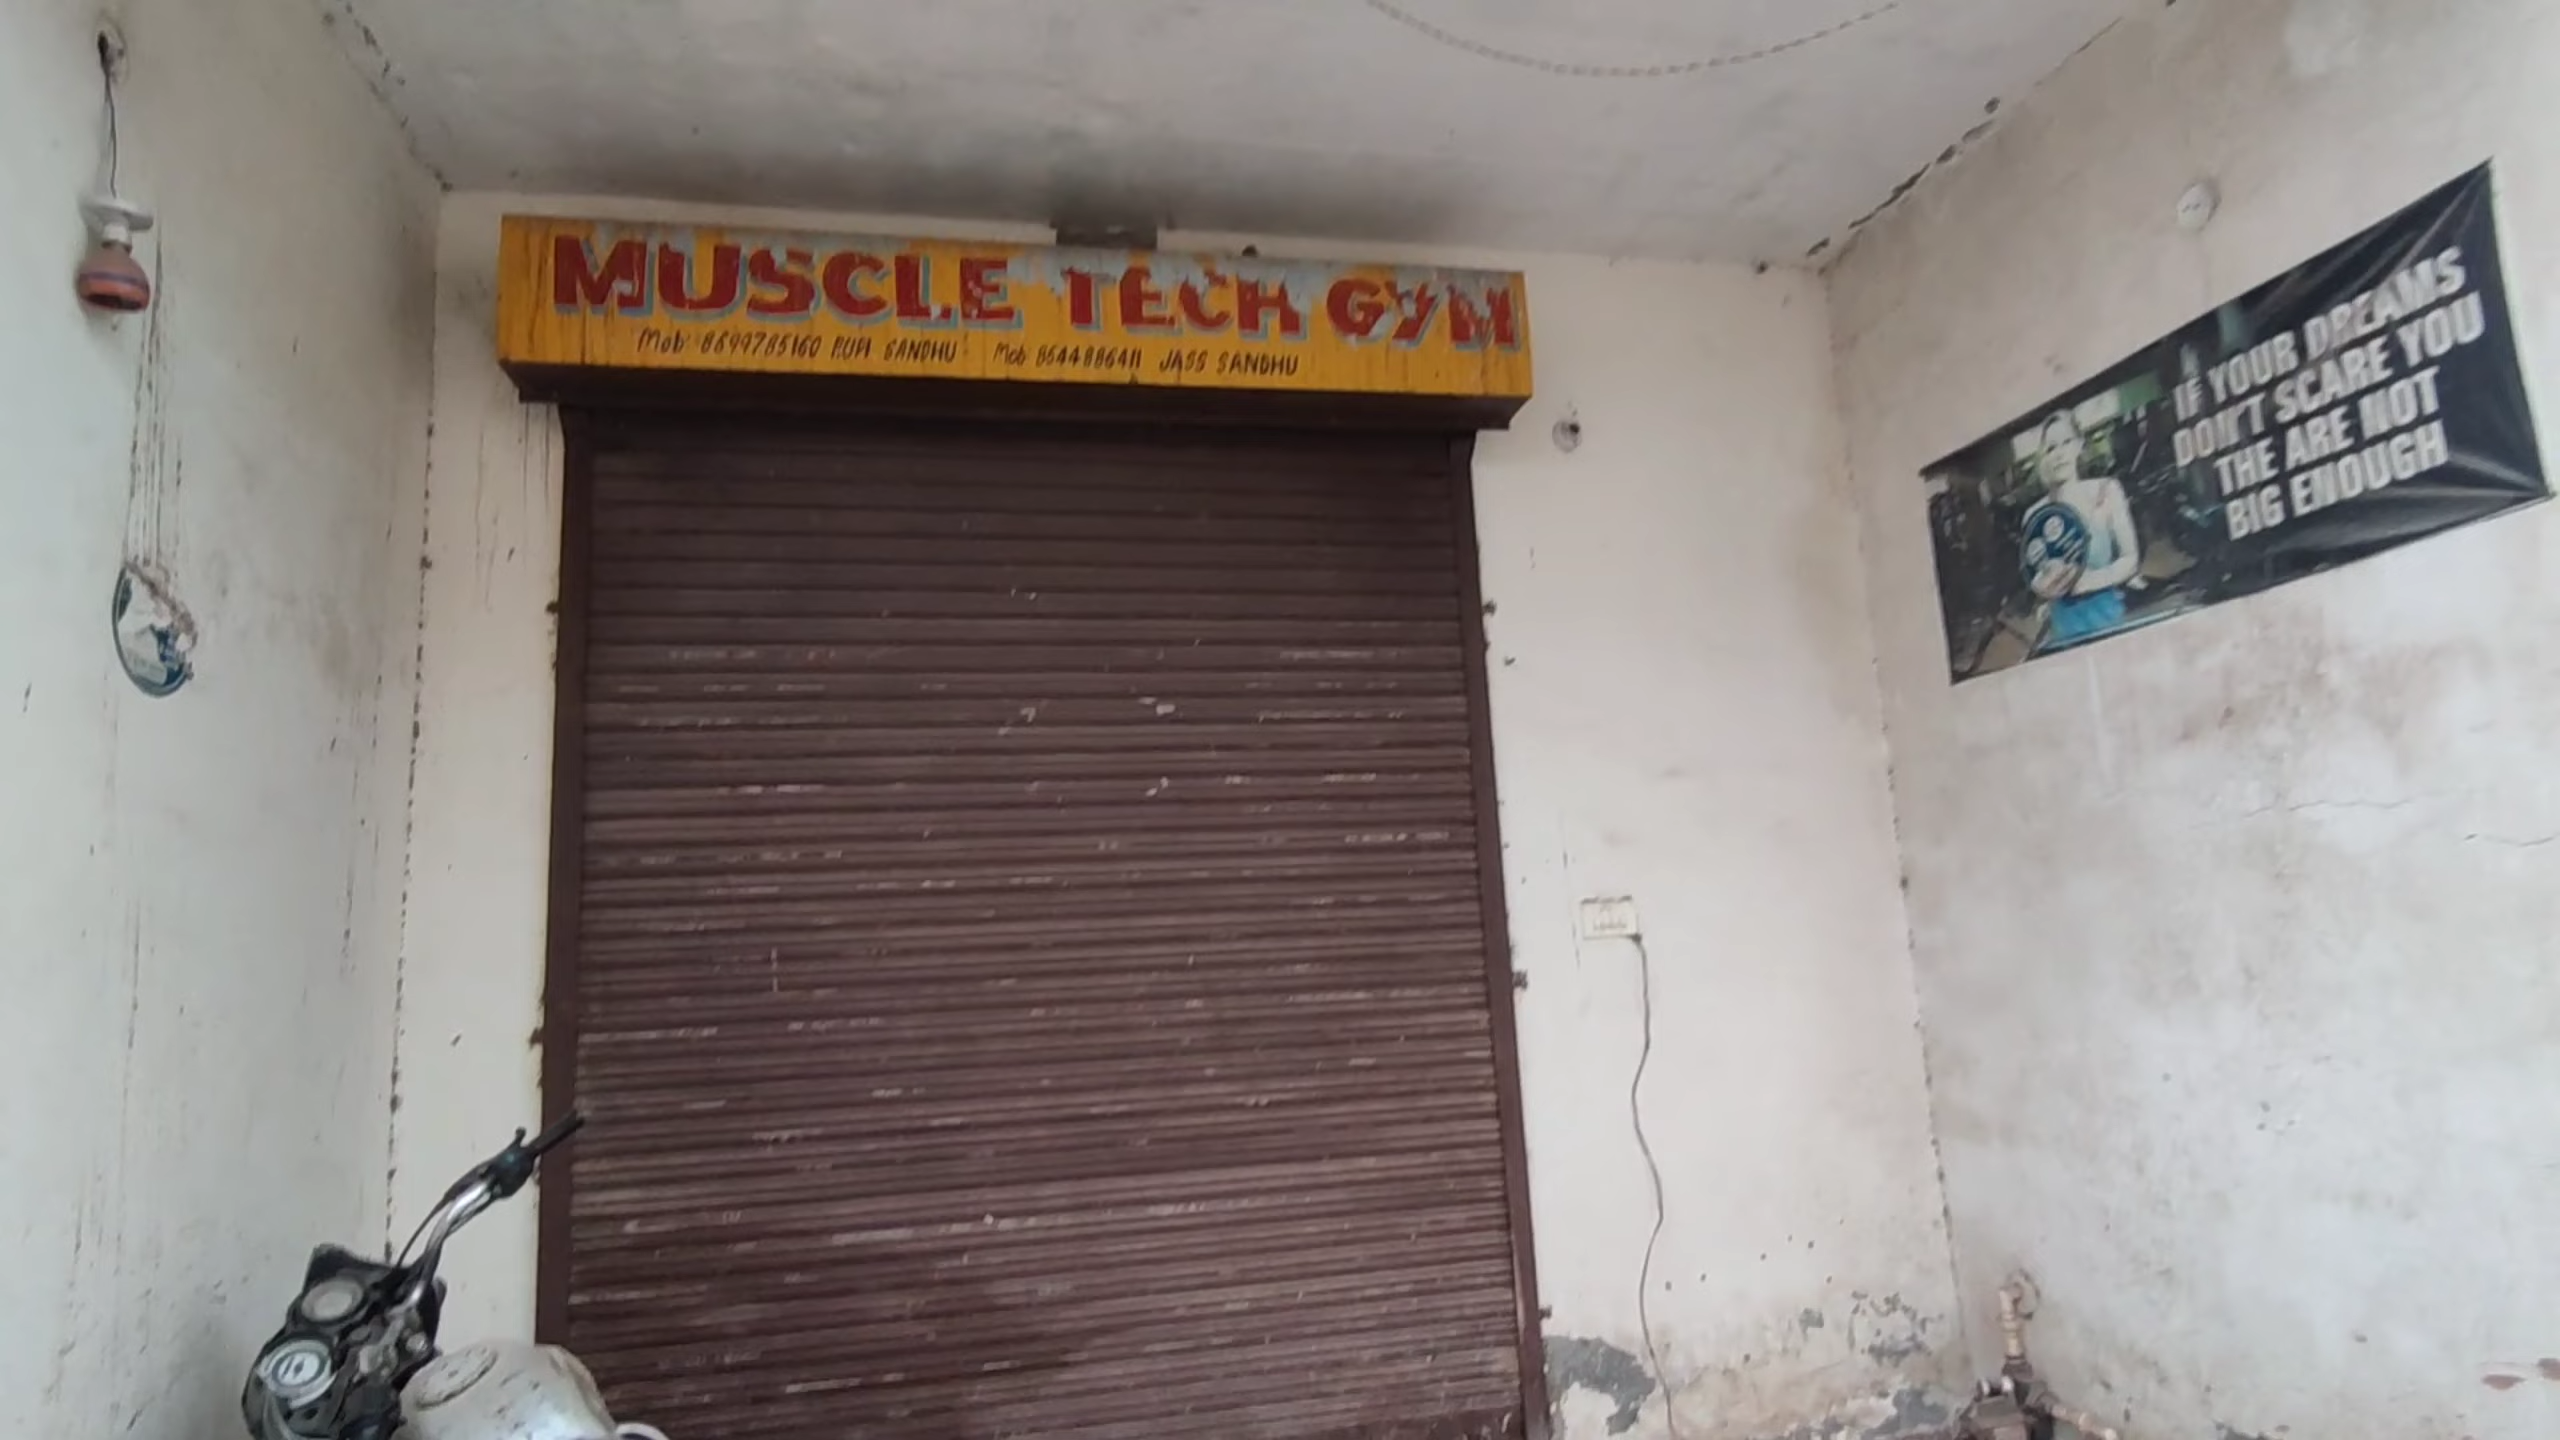 MUSCLE TECH GYM
Mob 8699785160 RUPI SANDHU Mob 8544886411 JASS SANDHU
IF YOUR DREAMS
DON'T SCARE YOU
THE ARE NOT
BIG ENOUGH